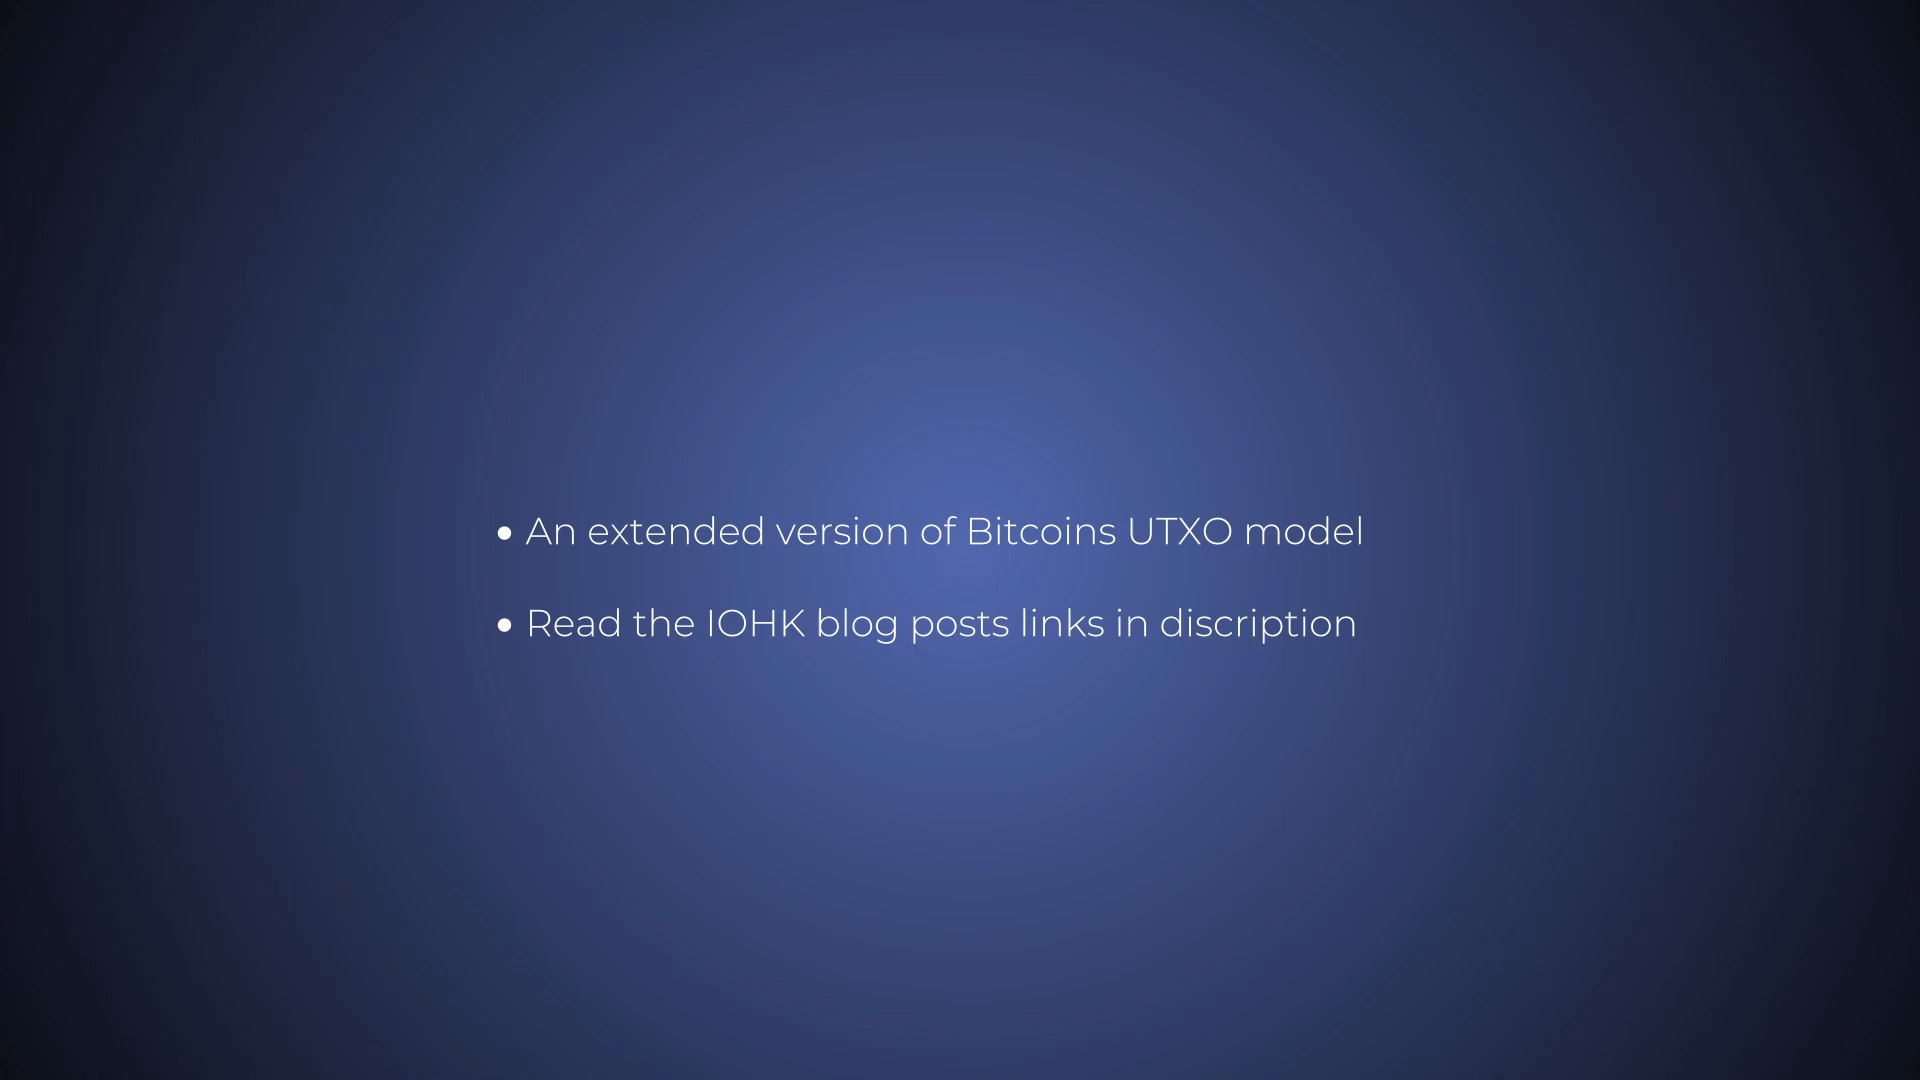 • An extended version of Bitcoins UTXO model
• Read the IOHK blog posts links in discription